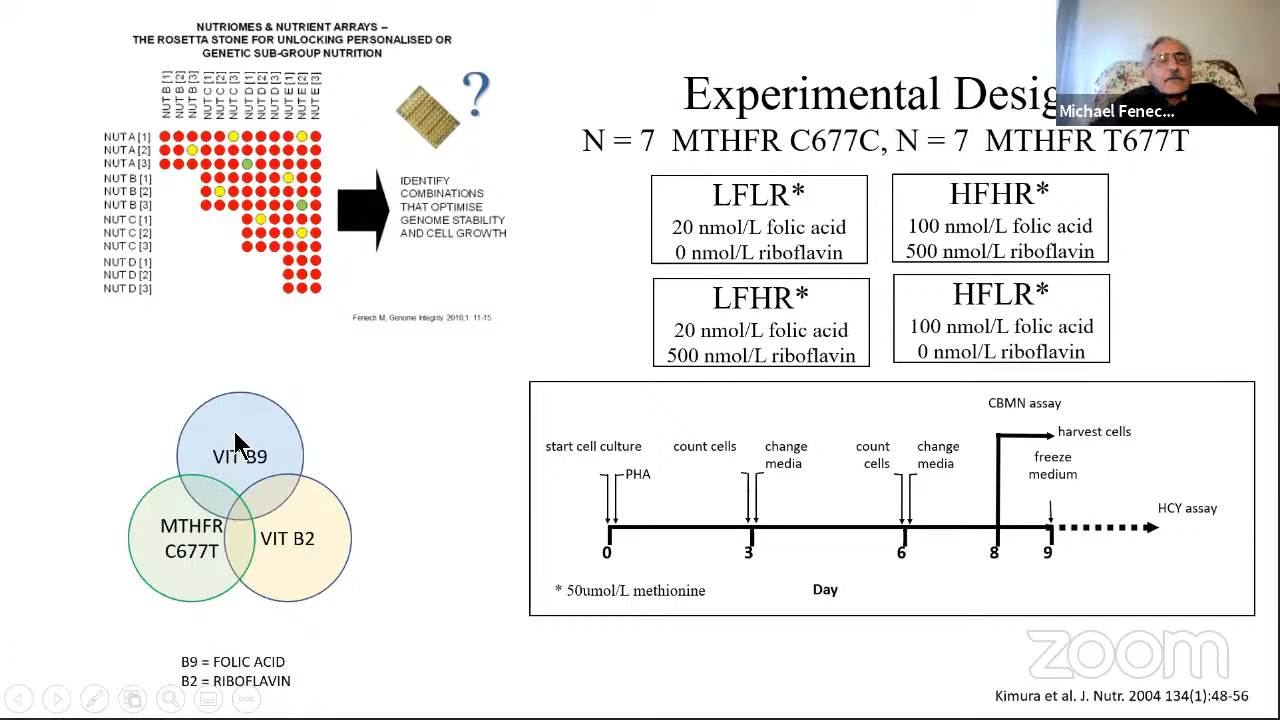 NUTRIOMES & NUTRIENT ARRAYS –
THE ROSETTA STONE FOR UNLOCKING PERSONALISED OR
GENETIC SUB-GROUP NUTRITION
NUT B [1]
NUT B [2]
NUT B [3]
NUT C [1]
NUT C [2]
NUT C [3]
NUT D [1]
NUT D [2]
NUT D [3]
NUT E [1]
NUT E [2]
NUT E [3]
NUT A [1]
NUT A [2]
NUT A [3]
NUT B [1]
NUT B [2]
NUT B [3]
NUT C [1]
NUT C [2]
NUT C [3]
NUT D [1]
NUT D [2]
NUT D [3]
?
IDENTIFY
COMBINATIONS
THAT OPTIMISE
GENOME STABILITY
AND CELL GROWTH
Fenech M, Genome Integrity 2010;1: 11-15
VIT B9
MTHFR
C677T
VIT B2
B9 = FOLIC ACID
B2 = RIBOFLAVIN
Experimental Desig
Michael Fenec...
N = 7 MTHFR C677C, N = 7 MTHFR T677T
LFLR*
20 nmol/L folic acid
0 nmol/L riboflavin
HFHR*
100 nmol/L folic acid
500 nmol/L riboflavin
LFHR*
20 nmol/L folic acid
500 nmol/L riboflavin
HFLR*
100 nmol/L folic acid
0 nmol/L riboflavin
CBMN assay
harvest cells
start cell culture
count cells
change
media
count
cells
change
media
freeze
medium
PHA
HCY assay
0
3
6
8
9
* 50umol/L methionine
Day
zoom
Kimura et al. J. Nutr. 2004 134(1):48-56